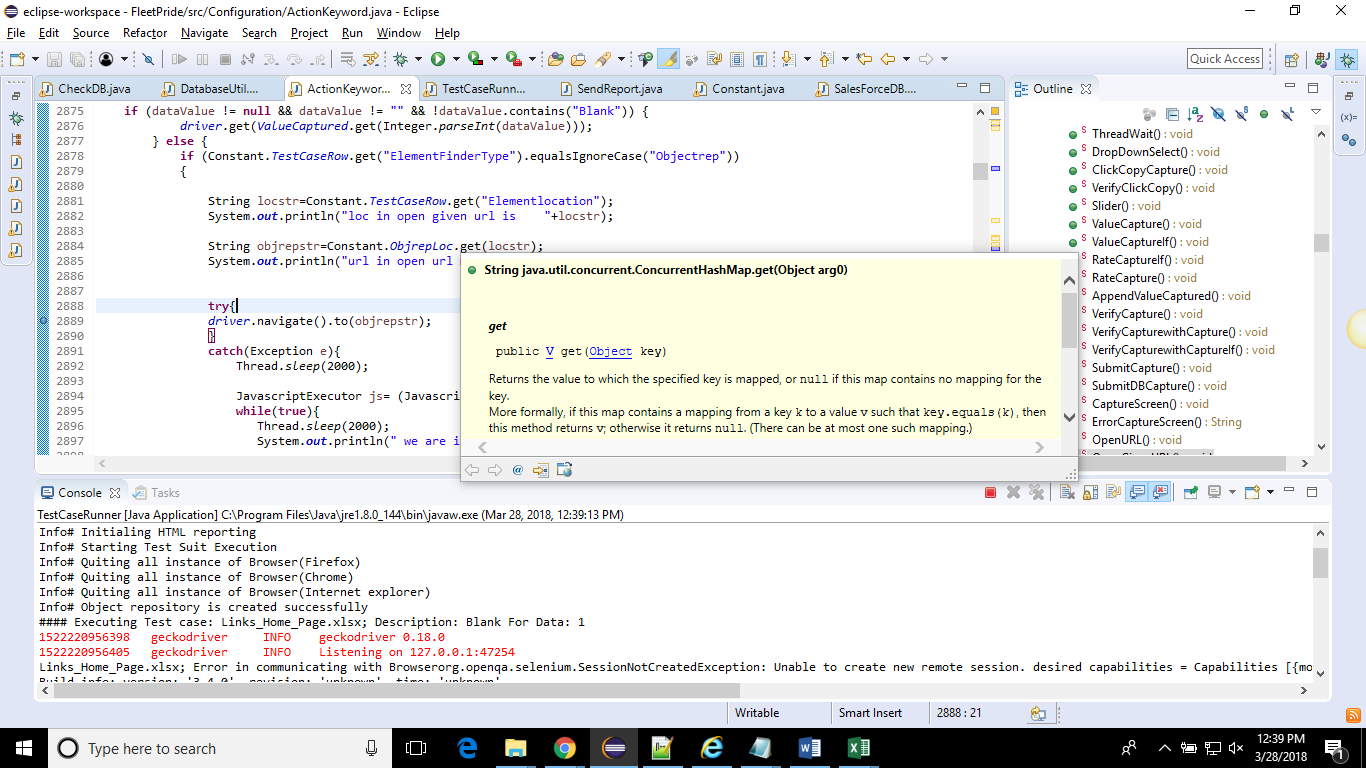 eclipse-workspace - FleetPride/src/Configuration/ActionKeyword.java - Eclipse
File Edit Source Refactor Navigate Search Project Run Window Help
Quick Access
CheckDB.java DatabaseUtil.... ActionKeywor... TestCaseRunn... SendReport.java Constant.java SalesForceDB....
2875 if (dataValue != null && dataValue != "" && !dataValue.contains("Blank")) {
2876 driver.get(ValueCaptured.get(Integer.parseInt(dataValue)));
2877 } else {
2878 if (Constant.TestCaseRow.get("ElementFinderType").equalsIgnoreCase("Objectrep"))
2879 {
2880
2881 String locstr=Constant.TestCaseRow.get("Elementlocation");
2882 System.out.println("loc in open given url is    "+locstr);
2883
2884 String objrepstr=Constant.ObjrepLoc.get(locstr);
2885 System.out.println("url in open url
2886
2887
2888 try{
2889 driver.navigate().to(objrepstr);
2890 }
2891 catch(Exception e){
2892 Thread.sleep(2000);
2893
2894 JavascriptExecutor js= (Javascrip
2895 while(true){
2896 Thread.sleep(2000);
2897 System.out.println(" we are i
String java.util.concurrent.ConcurrentHashMap.get(Object arg0)
get
public V get(Object key)
Returns the value to which the specified key is mapped, or null if this map contains no mapping for the
key.
More formally, if this map contains a mapping from a key k to a value v such that key.equals(k), then
this method returns v; otherwise it returns null. (There can be at most one such mapping.)
@
Outline
ThreadWait() : void
DropDownSelect() : void
ClickCopyCapture() : void
VerifyClickCopy() : void
Slider() : void
ValueCapture() : void
ValueCaptureIf() : void
RateCaptureIf() : void
RateCapture() : void
AppendValueCaptured() : void
VerifyCapture() : void
VerifyCapturewithCapture() : void
VerifyCapturewithCaptureIf() : void
SubmitCapture() : void
SubmitDBCapture() : void
CaptureScreen() : void
ErrorCaptureScreen() : String
OpenURL() : void
(x)=
Console Tasks
TestCaseRunner [Java Application] C:\Program Files\Java\jre1.8.0_144\bin\javaw.exe (Mar 28, 2018, 12:39:13 PM)
Info# Initialing HTML reporting
Info# Starting Test Suit Execution
Info# Quiting all instance of Browser(Firefox)
Info# Quiting all instance of Browser(Chrome)
Info# Quiting all instance of Browser(Internet explorer)
Info# Object repository is created successfully
#### Executing Test case: Links_Home_Page.xlsx; Description: Blank For Data: 1
1522220956398 geckodriver INFO geckodriver 0.18.0
1522220956405 geckodriver INFO Listening on 127.0.0.1:47254
Links_Home_Page.xlsx; Error in communicating with Browserorg.openqa.selenium.SessionNotCreatedException: Unable to create new remote session. desired capabilities = Capabilities [{mo
Build info: version: '3.4.0', revision: 'unknown', time: 'unknown'
Writable Smart Insert 2888 : 21
Type here to search
12:39 PM
3/28/2018
1